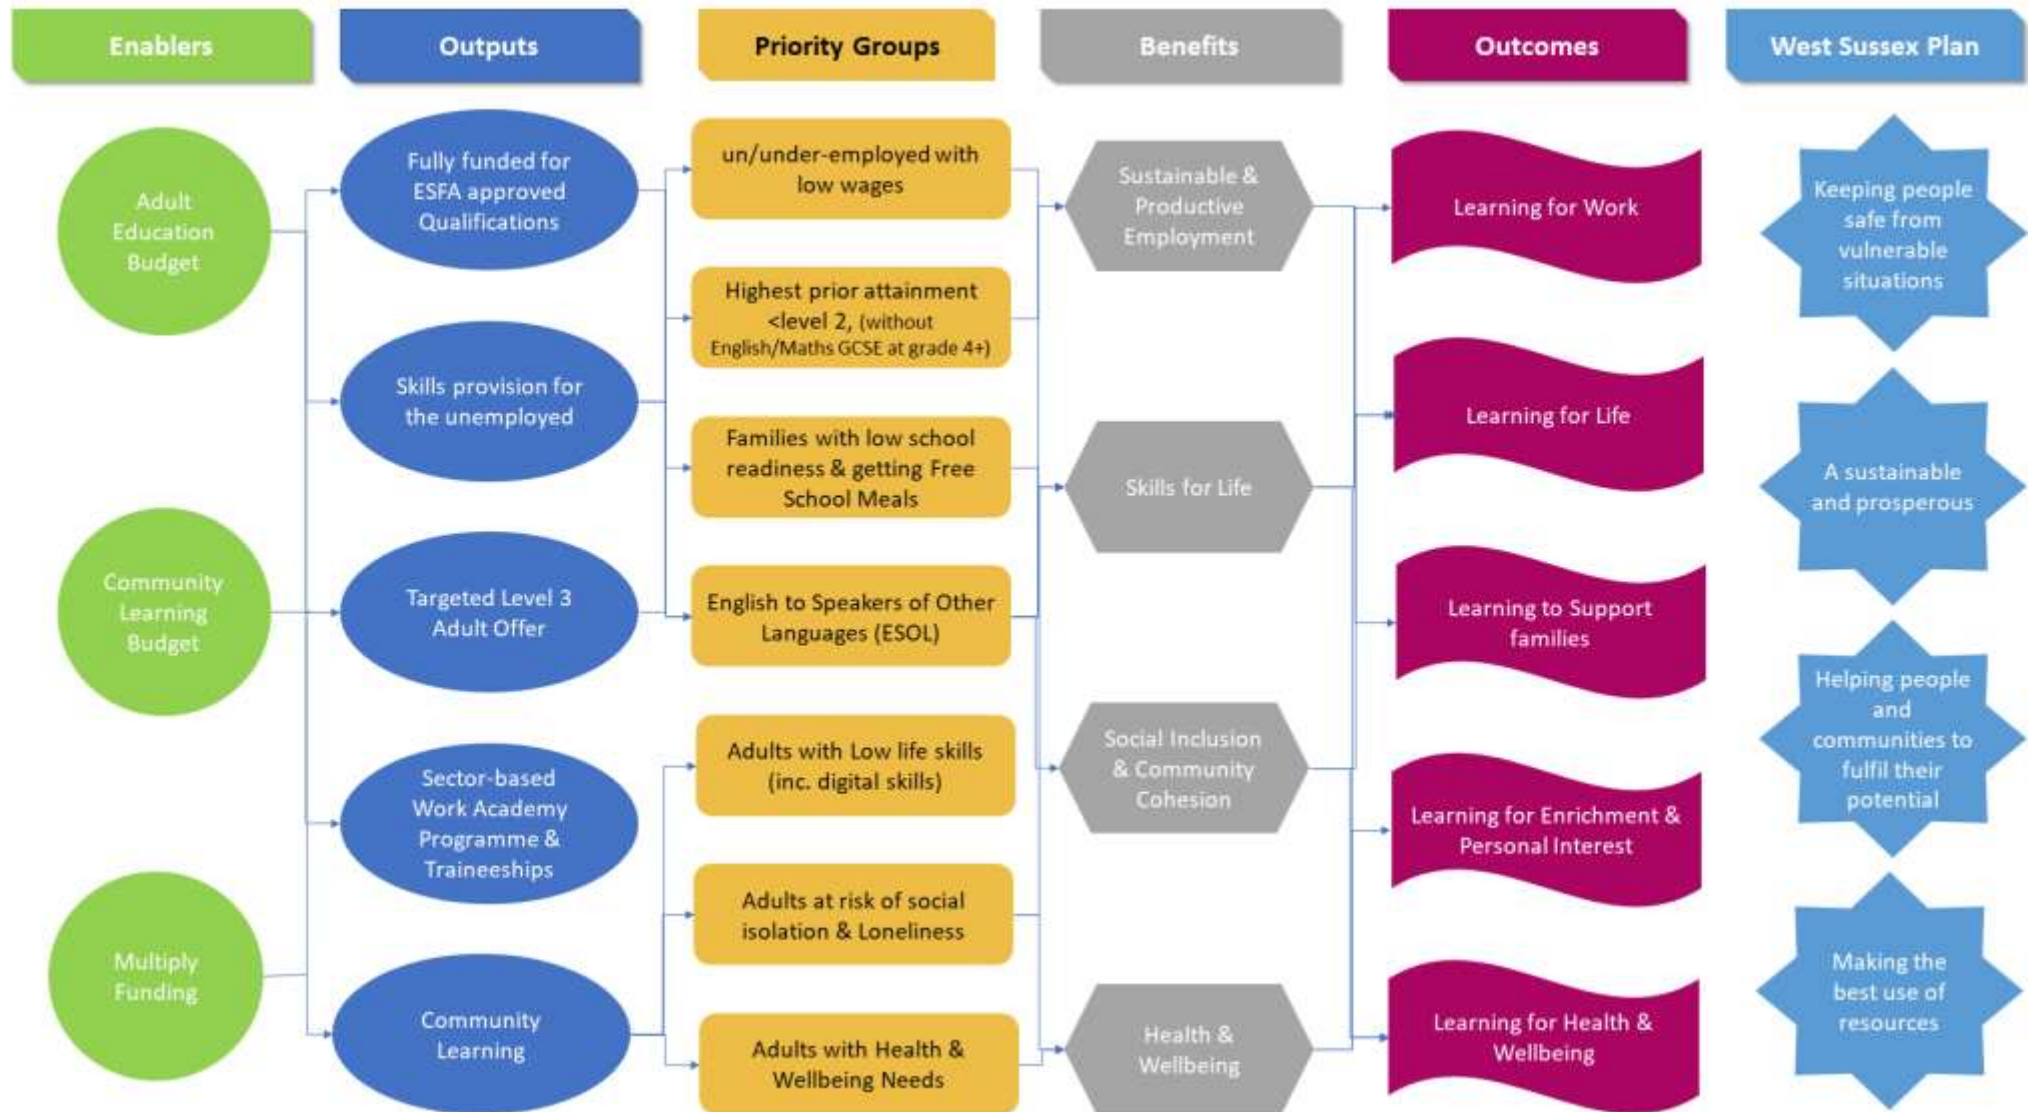 Enablers
Outputs
Priority Groups
Benefits
Outcomes
West Sussex Plan
Adult
Education
Budget
Community
Learning
Budget
Multiply
Funding
Fully funded for
ESFA approved
Qualifications
Skills provision for
the unemployed
Targeted Level 3
Adult Offer
Sector-based
Work Academy
Programme &
Traineeships
Community
Learning
un/under-employed with
low wages
Highest prior attainment
<level 2, (without
English/Maths GCSE at grade 4+)
Families with low school
readiness & getting Free
School Meals
English to Speakers of Other
Languages (ESOL)
Adults with Low life skills
(inc. digital skills)
Adults at risk of social
isolation & Loneliness
Adults with Health &
Wellbeing Needs
Sustainable &
Productive
Employment
Skills for Life
Social Inclusion
& Community
Cohesion
Health &
Wellbeing
Learning for Work
Learning for Life
Learning to Support
families
Learning for Enrichment &
Personal Interest
Learning for Health &
Wellbeing
Keeping people
safe from
vulnerable
situations
A sustainable
and prosperous
Helping people
and
communities to
fulfil their
potential
Making the
best use of
resources